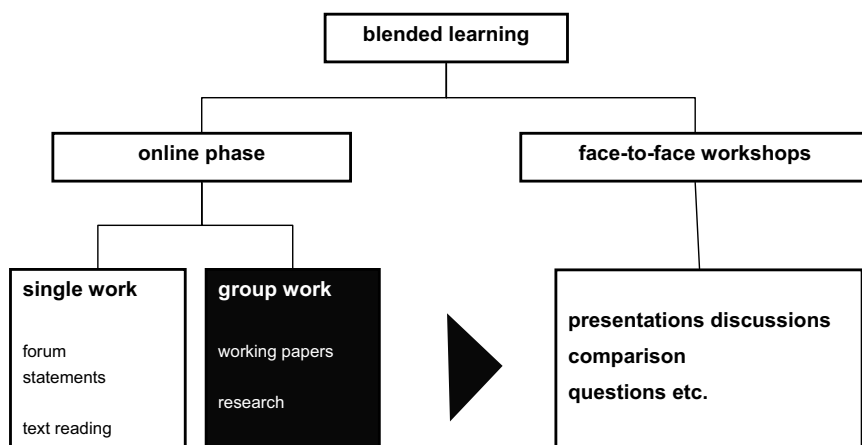 blended learning
online phase
face-to-face workshops
single work
forum
statements
text reading
group work
working papers
research
presentations discussions
comparison
questions etc.